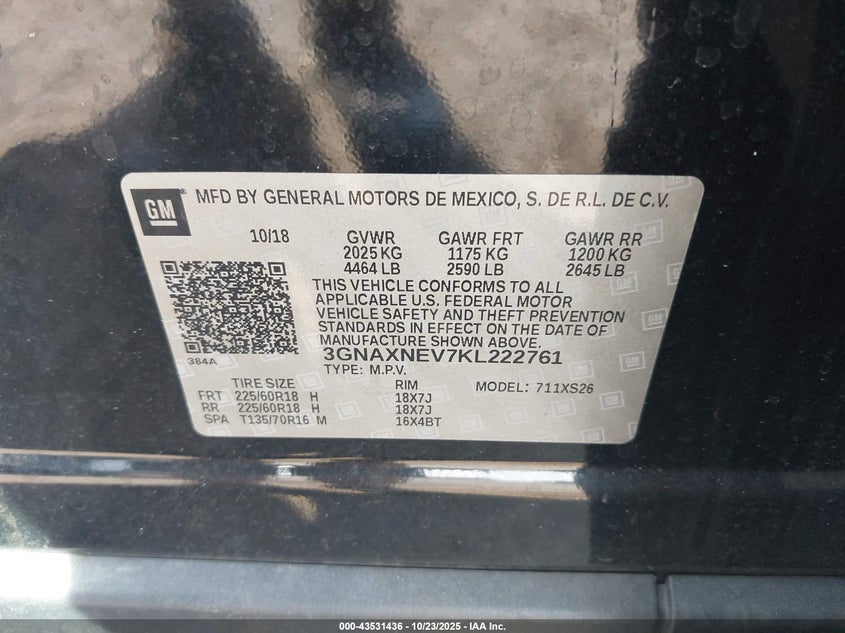 GM
MFD BY GENERAL MOTORS DE MEXICO, S. DE R.L. DE C.V.
10/18 GVWR GAWR FRT GAWR RR
2025 KG 1175 KG 1200 KG
4464 LB 2590 LB 2645 LB
THIS VEHICLE CONFORMS TO ALL
APPLICABLE U.S. FEDERAL MOTOR
VEHICLE SAFETY AND THEFT PREVENTION
STANDARDS IN EFFECT ON THE DATE OF
MANUFACTURE SHOWN ABOVE.
384A
3GNAXNEV7KL222761
TYPE: M.P.V.
TIRE SIZE RIM MODEL: 711XS26
FRT 225/60R18 H 18X7J
RR 225/60R18 H 18X7J
SPA T135/70R16 M 16X4BT
000-43531436 - 10/23/2025 - IAA Inc.